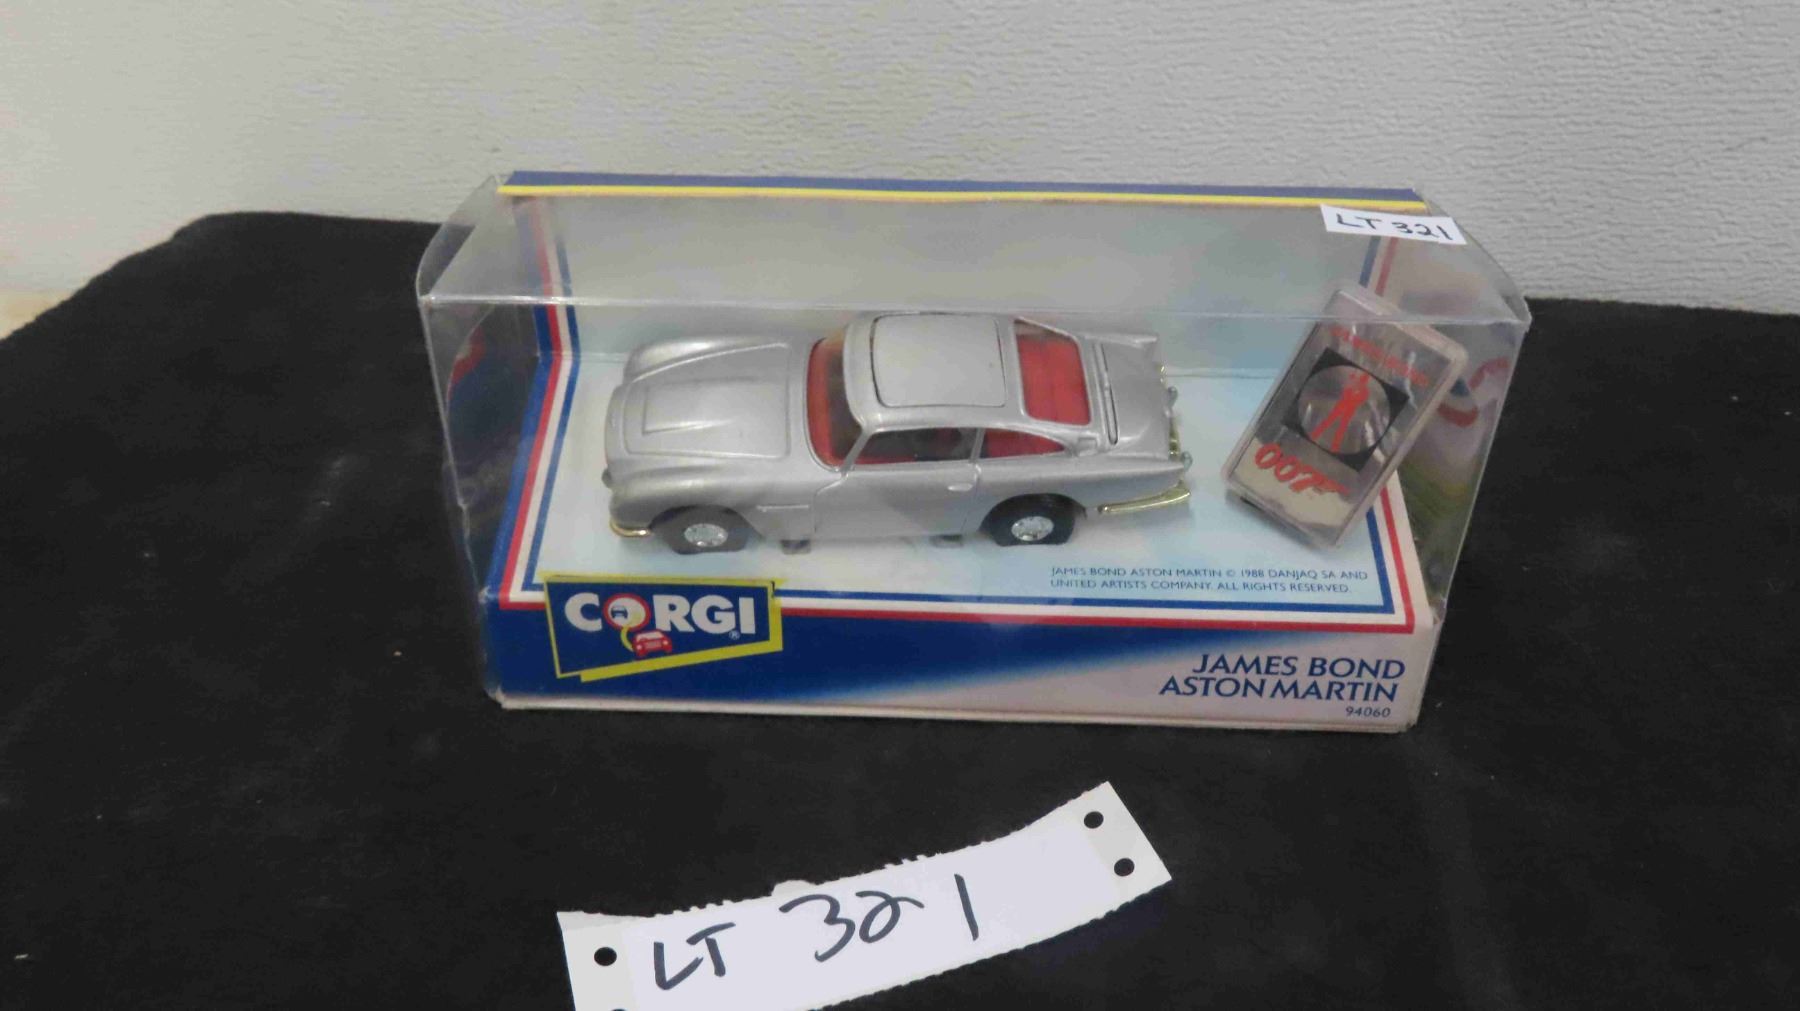 LT 321
007
JAMES BOND ASTON MARTIN © 1988 DANJAQ SA AND
UNITED ARTISTS COMPANY. ALL RIGHTS RESERVED.
CORGI®
JAMES BOND
ASTON MARTIN
94060
LT 321